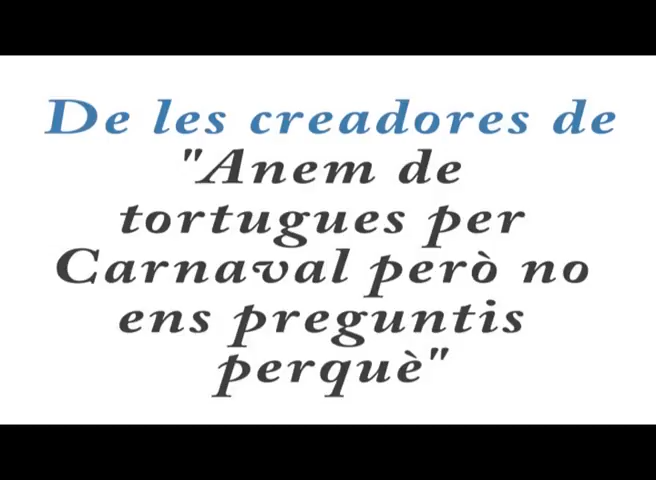 De les creadores de
"Anem de
tortugues per
Carnaval però no
ens preguntis
perquè"